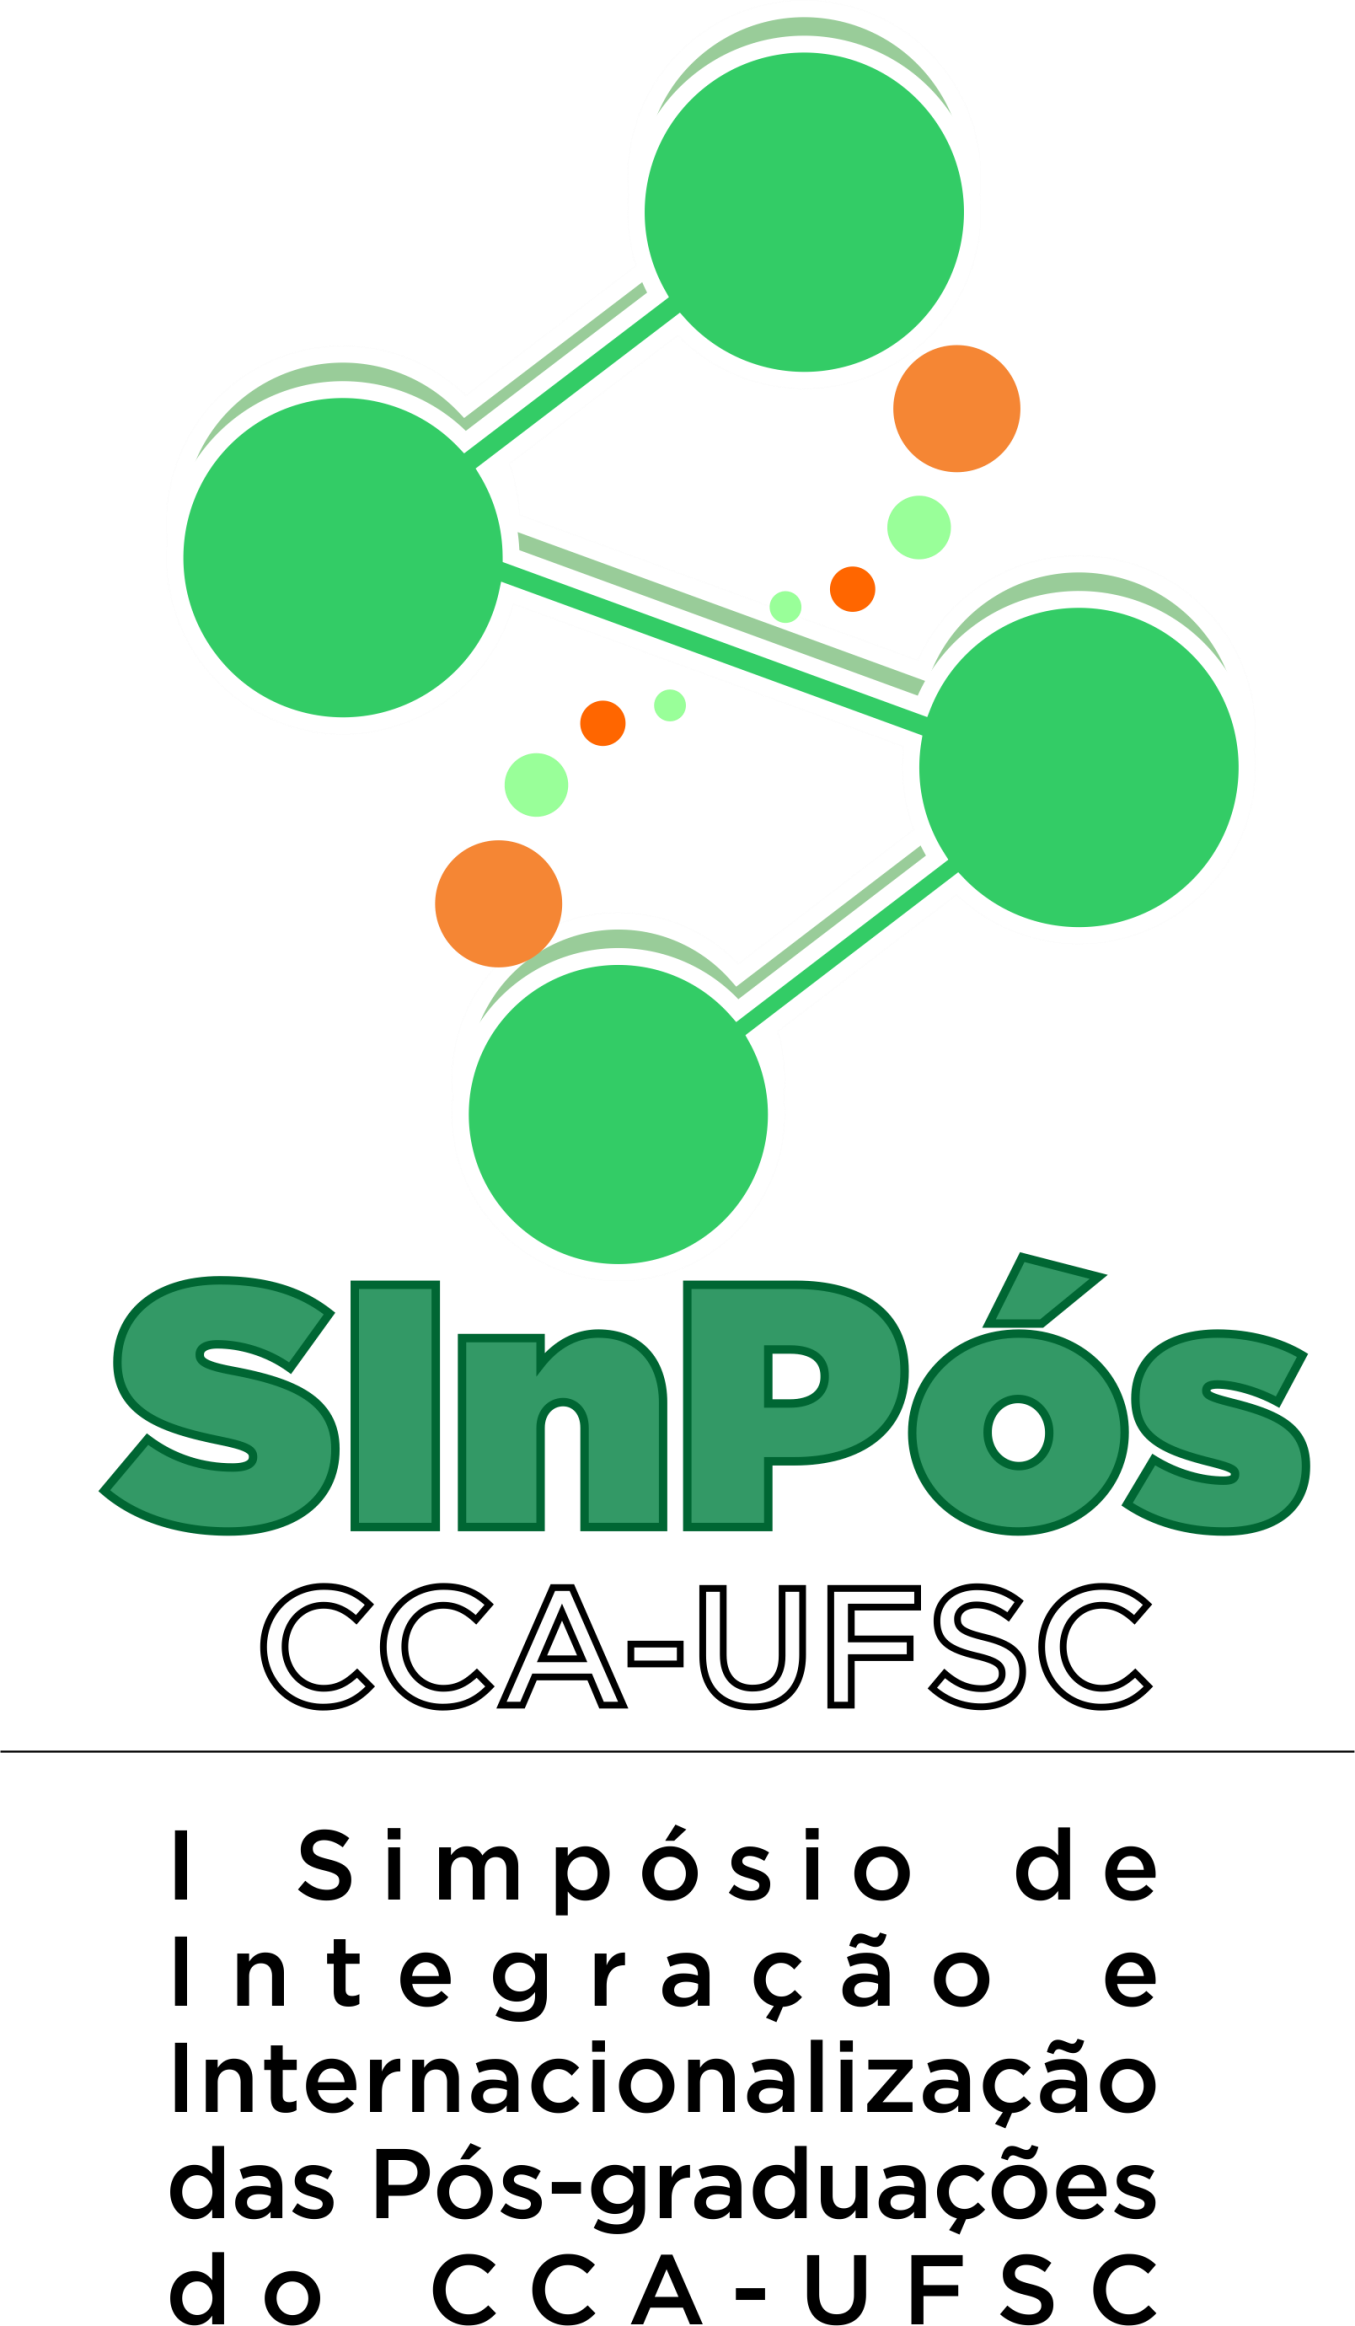 SInPós
CCA-UFSC
I Simpósio de
Integração e
Internacionalização
das Pós-graduações
do CCA-UFSC